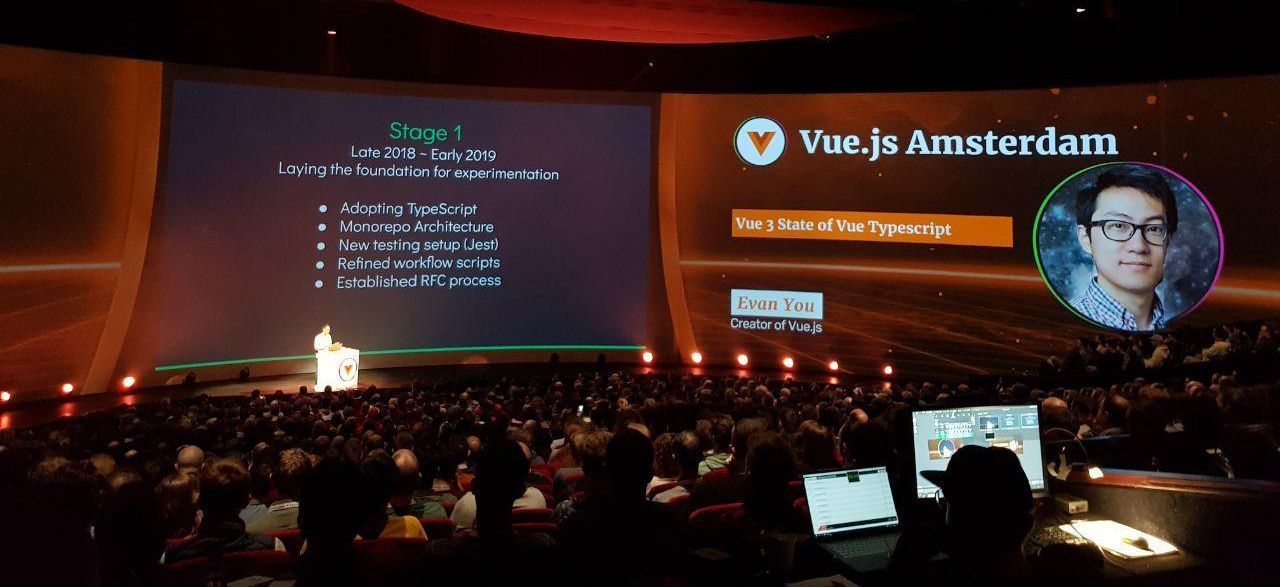 Stage 1
Late 2018 ~ Early 2019
Laying the foundation for experimentation
● Adopting TypeScript
● Monorepo Architecture
● New testing setup (Jest)
● Refined workflow scripts
● Established RFC process
Vue.js Amsterdam
Vue 3 State of Vue Typescript
Evan You
Creator of Vue.js